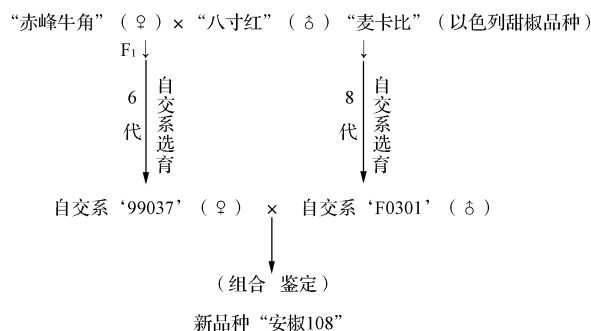 “赤峰牛角”（♀）×“八寸红”（♂） “麦卡比”（以色列甜椒品种）
F₁
6代 自交系选育 8代 自交系选育
自交系‘99037’（♀） × 自交系‘F0301’（♂）
（组合 鉴定）
新品种“安椒108”